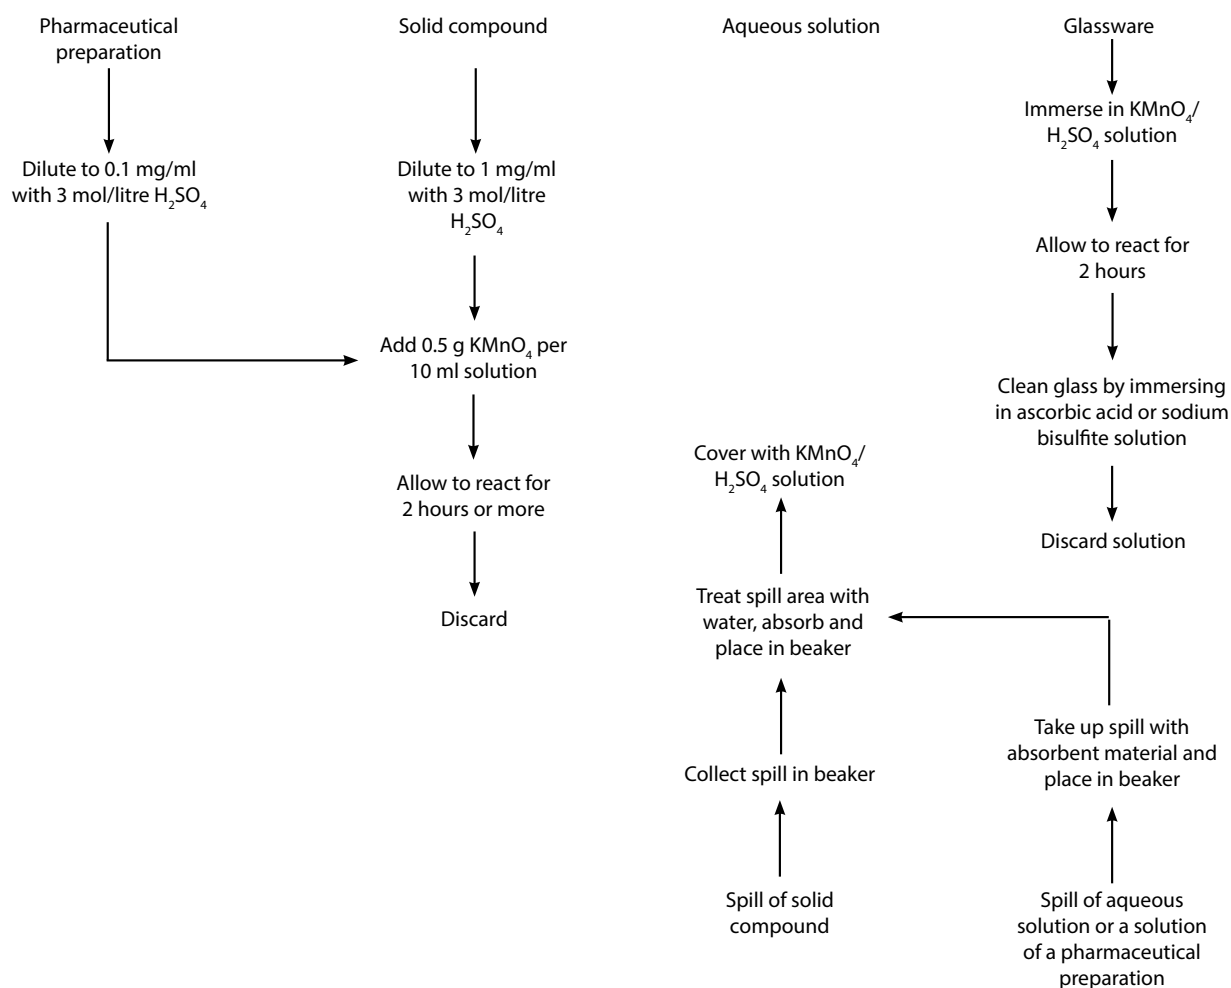 Pharmaceutical
preparation
Dilute to 0.1 mg/ml
with 3 mol/litre H₂SO₄
Solid compound
Dilute to 1 mg/ml
with 3 mol/litre
H₂SO₄
Add 0.5 g KMnO₄ per
10 ml solution
Allow to react for
2 hours or more
Discard
Aqueous solution
Cover with KMnO₄/
H₂SO₄ solution
Treat spill area with
water, absorb and
place in beaker
Collect spill in beaker
Spill of solid
compound
Glassware
Immerse in KMnO₄/
H₂SO₄ solution
Allow to react for
2 hours
Clean glass by immersing
in ascorbic acid or sodium
bisulfite solution
Discard solution
Take up spill with
absorbent material and
place in beaker
Spill of aqueous
solution or a solution
of a pharmaceutical
preparation